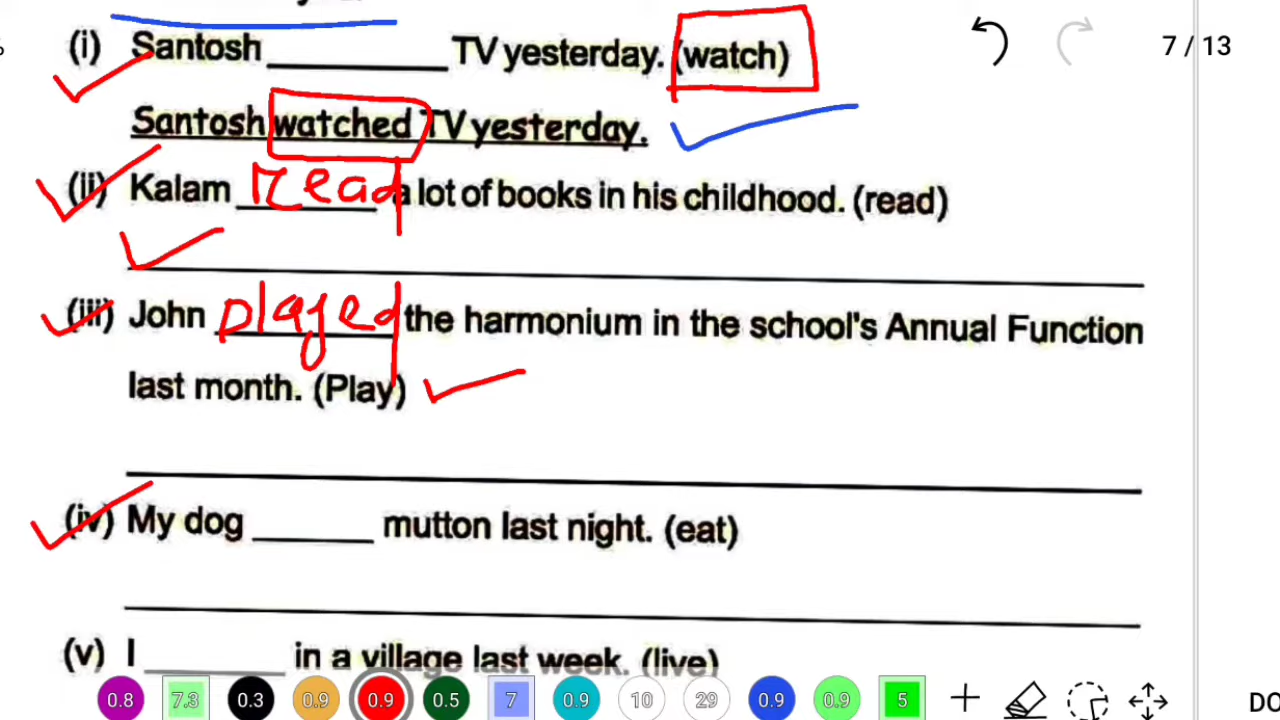 7 / 13
(i) Santosh __________ TV yesterday. (watch)
Santosh watched TV yesterday.
(ii) Kalam read a lot of books in his childhood. (read)
(iii) John played the harmonium in the school's Annual Function
last month. (Play)
(iv) My dog ______ mutton last night. (eat)
(v) I ________ in a village last week. (live)
0.8 7.3 0.3 0.9 0.9 0.5 7 0.9 10 29 0.9 0.9 5 DO